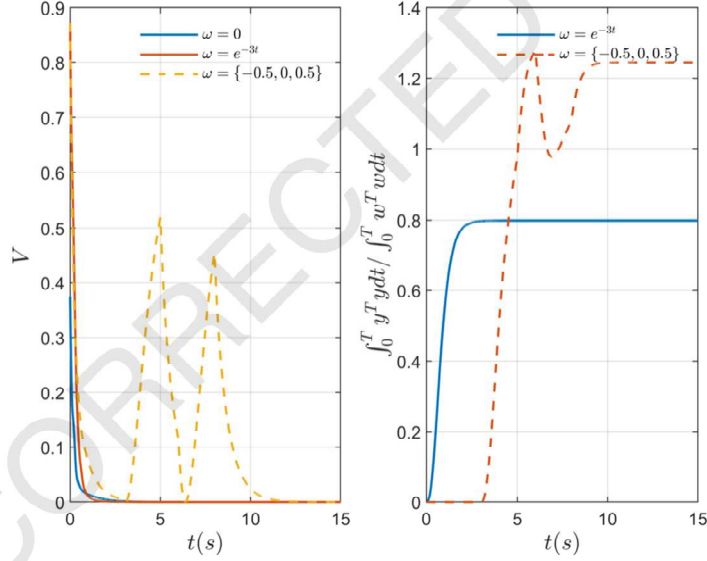 0.9
0.8
0.7
0.6
0.5
0.4
0.3
0.2
0.1
0
V
0
5
10
15
t(s)
ω = 0
ω = e^{-3t}
ω = {−0.5, 0, 0.5}
1.4
1.2
1
0.8
0.6
0.4
0.2
0
∫_0^T y^T y dt / ∫_0^T w^T w dt
0
5
10
15
t(s)
ω = e^{-3t}
ω = {−0.5, 0, 0.5}
CORRECTED